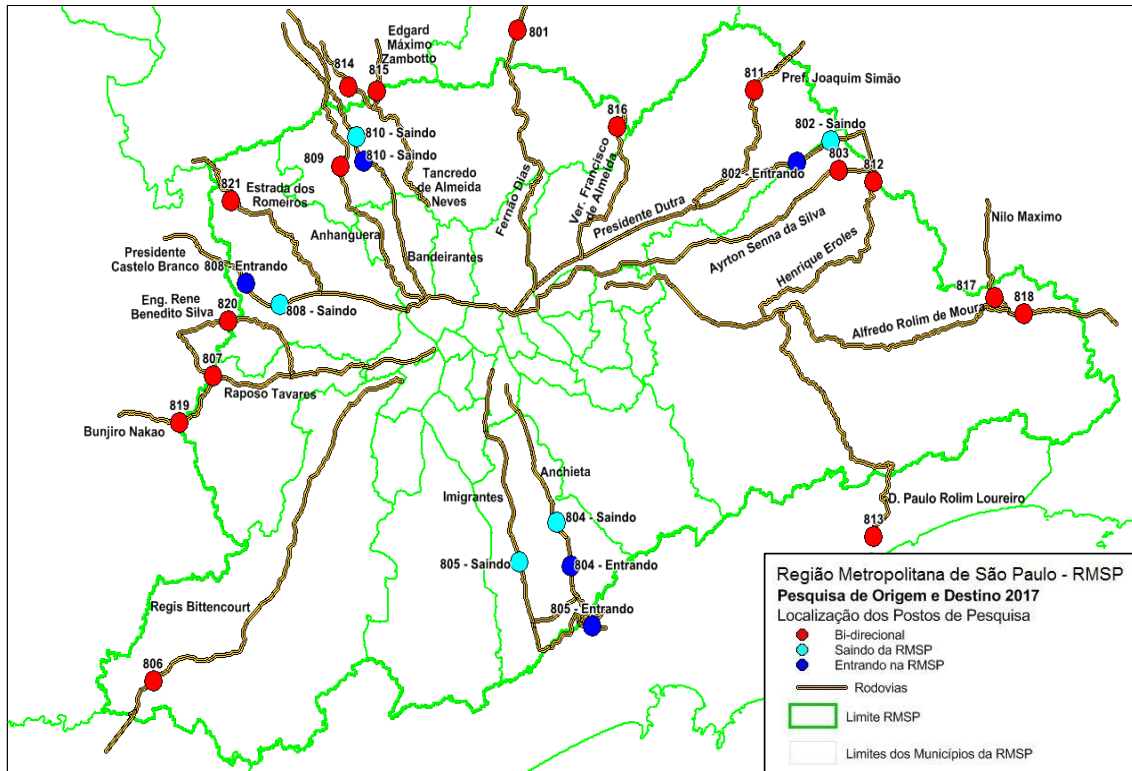 801
Edgard
Máximo
Zambotto
814
815
811
Pref. Joaquim Simão
816
802 - Saindo
810 - Saindo
810 - Saindo
809
803
812
802 - Entrando
Tancredo
de Almeida
Neves
Fernão Dias
Ver. Francisco
de Almeida
821
Estrada dos
Romeiros
Presidente Dutra
Nilo Maximo
Anhanguera
Ayrton Senna da Silva
Presidente
Castelo Branco
Bandeirantes
Henrique Eroles
808 - Entrando
Eng. Rene
Benedito Silva
820
808 - Saindo
817
818
Alfredo Rolim de Moura
807
Raposo Tavares
819
Bunjiro Nakao
Anchieta
Imigrantes
D. Paulo Rolim Loureiro
804 - Saindo
813
805 - Saindo
804 - Entrando
Regis Bittencourt
805 - Entrando
806
Região Metropolitana de São Paulo - RMSP
Pesquisa de Origem e Destino 2017
Localização dos Postos de Pesquisa
Bi-direcional
Saindo da RMSP
Entrando na RMSP
Rodovias
Limite RMSP
Limites dos Municípios da RMSP